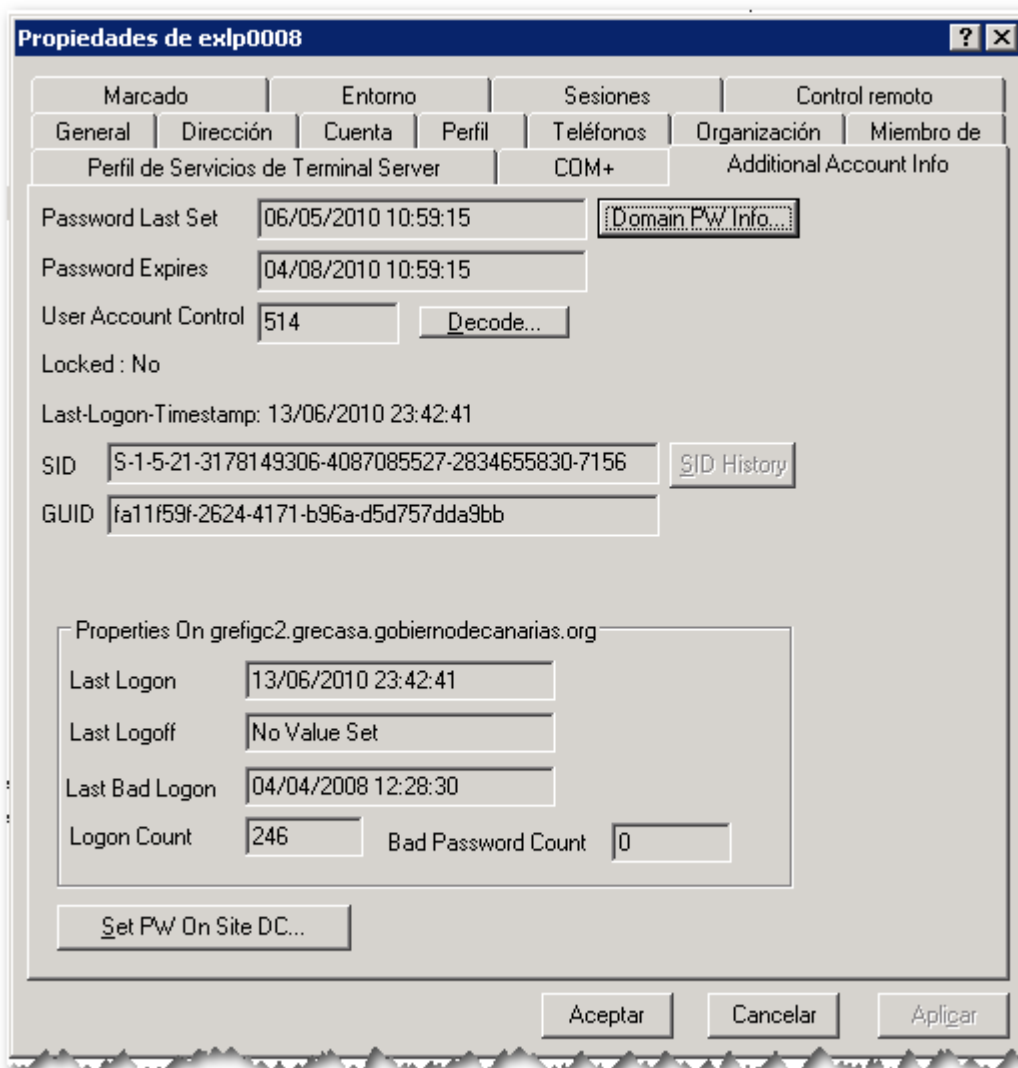 Propiedades de exlp0008
Marcado Entorno Sesiones Control remoto
General Dirección Cuenta Perfil Teléfonos Organización Miembro de
Perfil de Servicios de Terminal Server COM+ Additional Account Info
Password Last Set 06/05/2010 10:59:15 Domain PW Info...
Password Expires 04/08/2010 10:59:15
User Account Control 514 Decode...
Locked : No
Last-Logon-Timestamp: 13/06/2010 23:42:41
SID S-1-5-21-3178149306-4087085527-2834655830-7156 SID History
GUID fa11f59f-2624-4171-b96a-d5d757dda9bb
Properties On grefigc2.grecasa.gobiernodecanarias.org
Last Logon 13/06/2010 23:42:41
Last Logoff No Value Set
Last Bad Logon 04/04/2008 12:28:30
Logon Count 246 Bad Password Count 0
Set PW On Site DC...
Aceptar Cancelar Aplicar